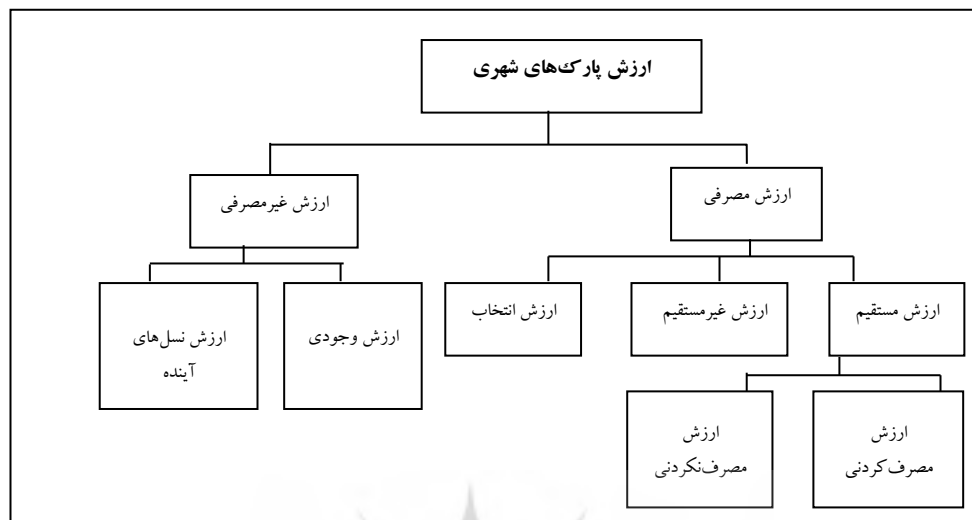 ارزش پارک‌های شهری
ارزش مصرفی
ارزش غیرمصرفی
ارزش مستقیم
ارزش غیرمستقیم
ارزش انتخاب
ارزش وجودی
ارزش نسل‌های
آینده
ارزش
مصرف‌کردنی
ارزش
مصرف‌نکردنی